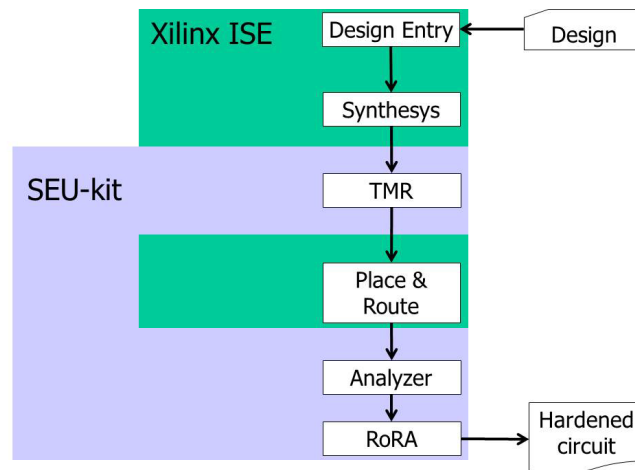 Xilinx ISE
Design Entry
Design
Synthesys
SEU-kit
TMR
Place &
Route
Analyzer
RoRA
Hardened
circuit